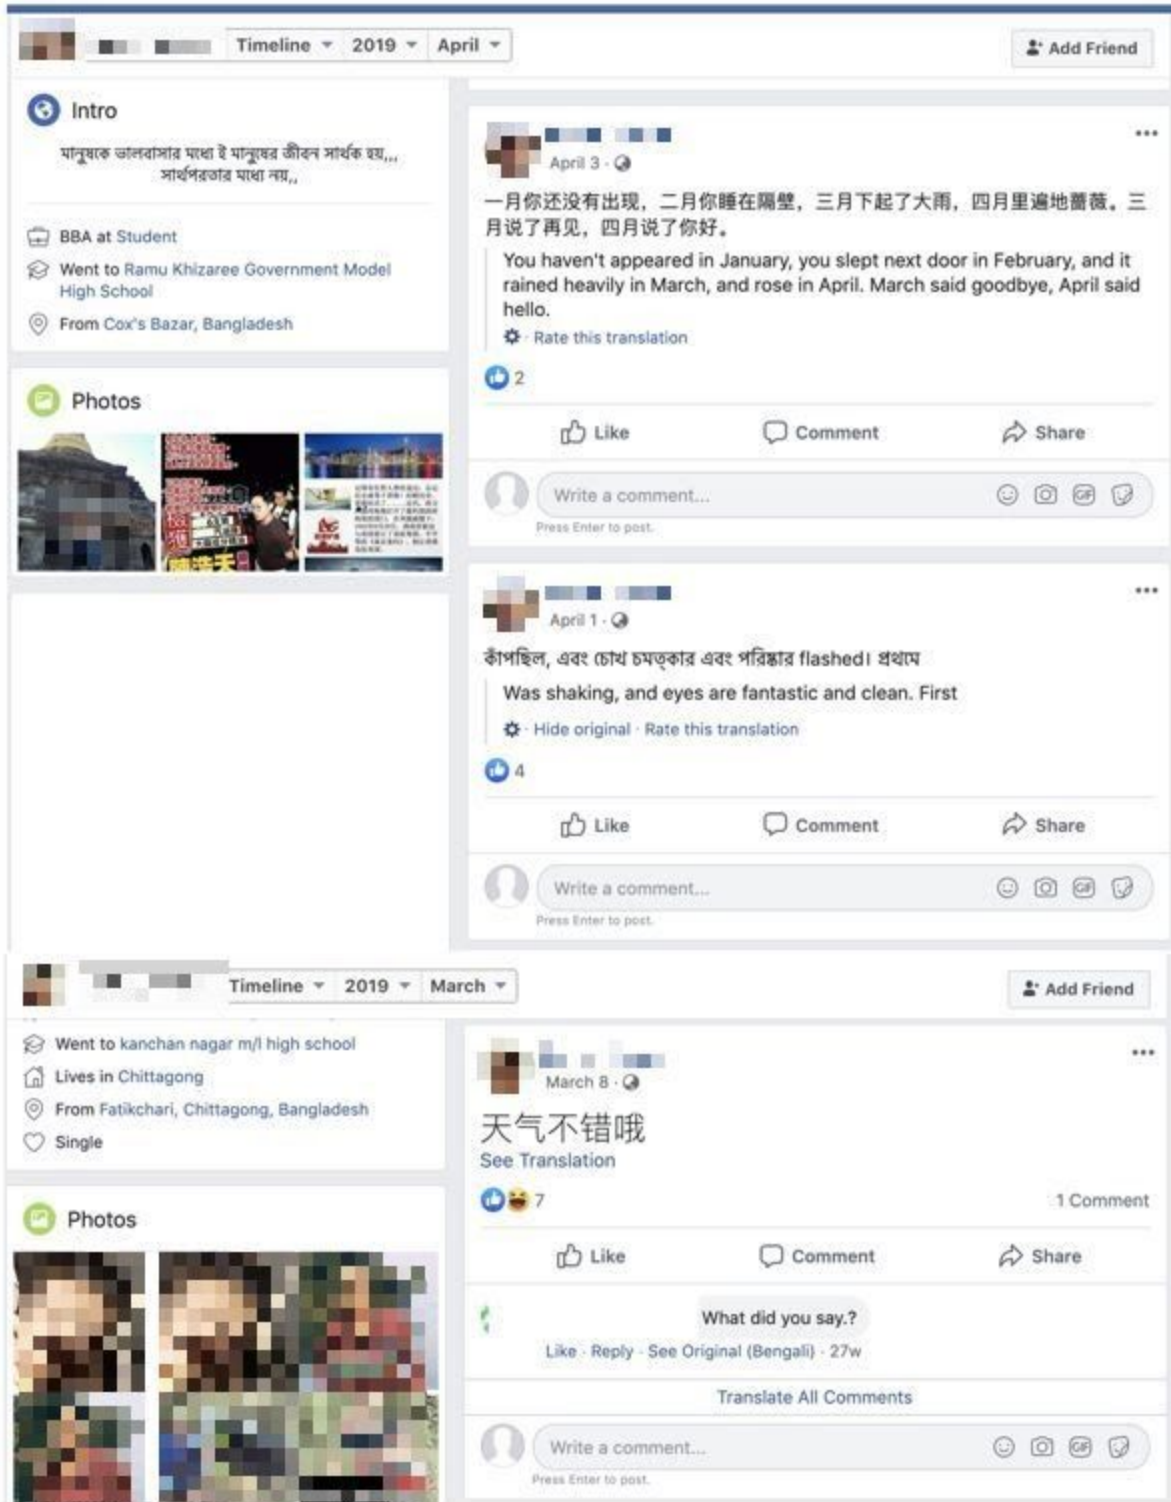 Timeline 2019 April
Add Friend
Intro
মানুষকে ভালবাসার মধ্যে ই মানুষের জীবন সার্থক হয়,,,
সার্থপরতার মধ্যে নয়,,
BBA at Student
Went to Ramu Khizaree Government Model
High School
From Cox's Bazar, Bangladesh
Photos
陳浩天
April 3
一月你还没有出现，二月你睡在隔壁，三月下起了大雨，四月里遍地蔷薇。三
月说了再见，四月说了你好。
You haven't appeared in January, you slept next door in February, and it
rained heavily in March, and rose in April. March said goodbye, April said
hello.
Rate this translation
2
Like Comment Share
Write a comment...
GIF
Press Enter to post.
April 1
কাঁপছিল, এবং চোখ চমত্কার এবং পরিষ্কার flashed। প্রথমে
Was shaking, and eyes are fantastic and clean. First
Hide original · Rate this translation
4
Like Comment Share
Write a comment...
GIF
Press Enter to post.
Timeline 2019 March
Add Friend
Went to kanchan nagar m/l high school
Lives in Chittagong
From Fatikchari, Chittagong, Bangladesh
Single
Photos
March 8
天气不错哦
See Translation
7
1 Comment
Like Comment Share
What did you say.?
Like · Reply · See Original (Bengali) · 27w
Translate All Comments
Write a comment...
GIF
Press Enter to post.